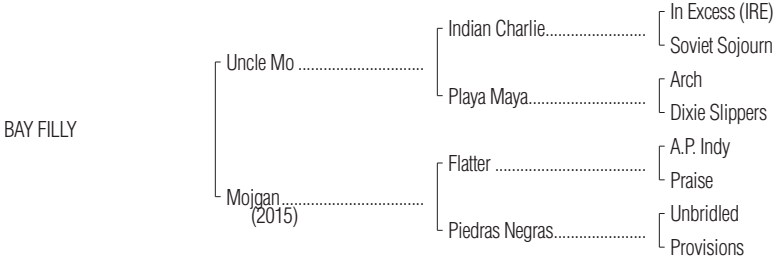 In Excess (IRE)
Indian Charlie.......................
Soviet Sojourn
Uncle Mo ............................
Arch
Playa Maya...........................
Dixie Slippers
BAY FILLY
A.P. Indy
Flatter ..................................
Praise
Mojgan................................
(2015)
Unbridled
Piedras Negras.....................
Provisions